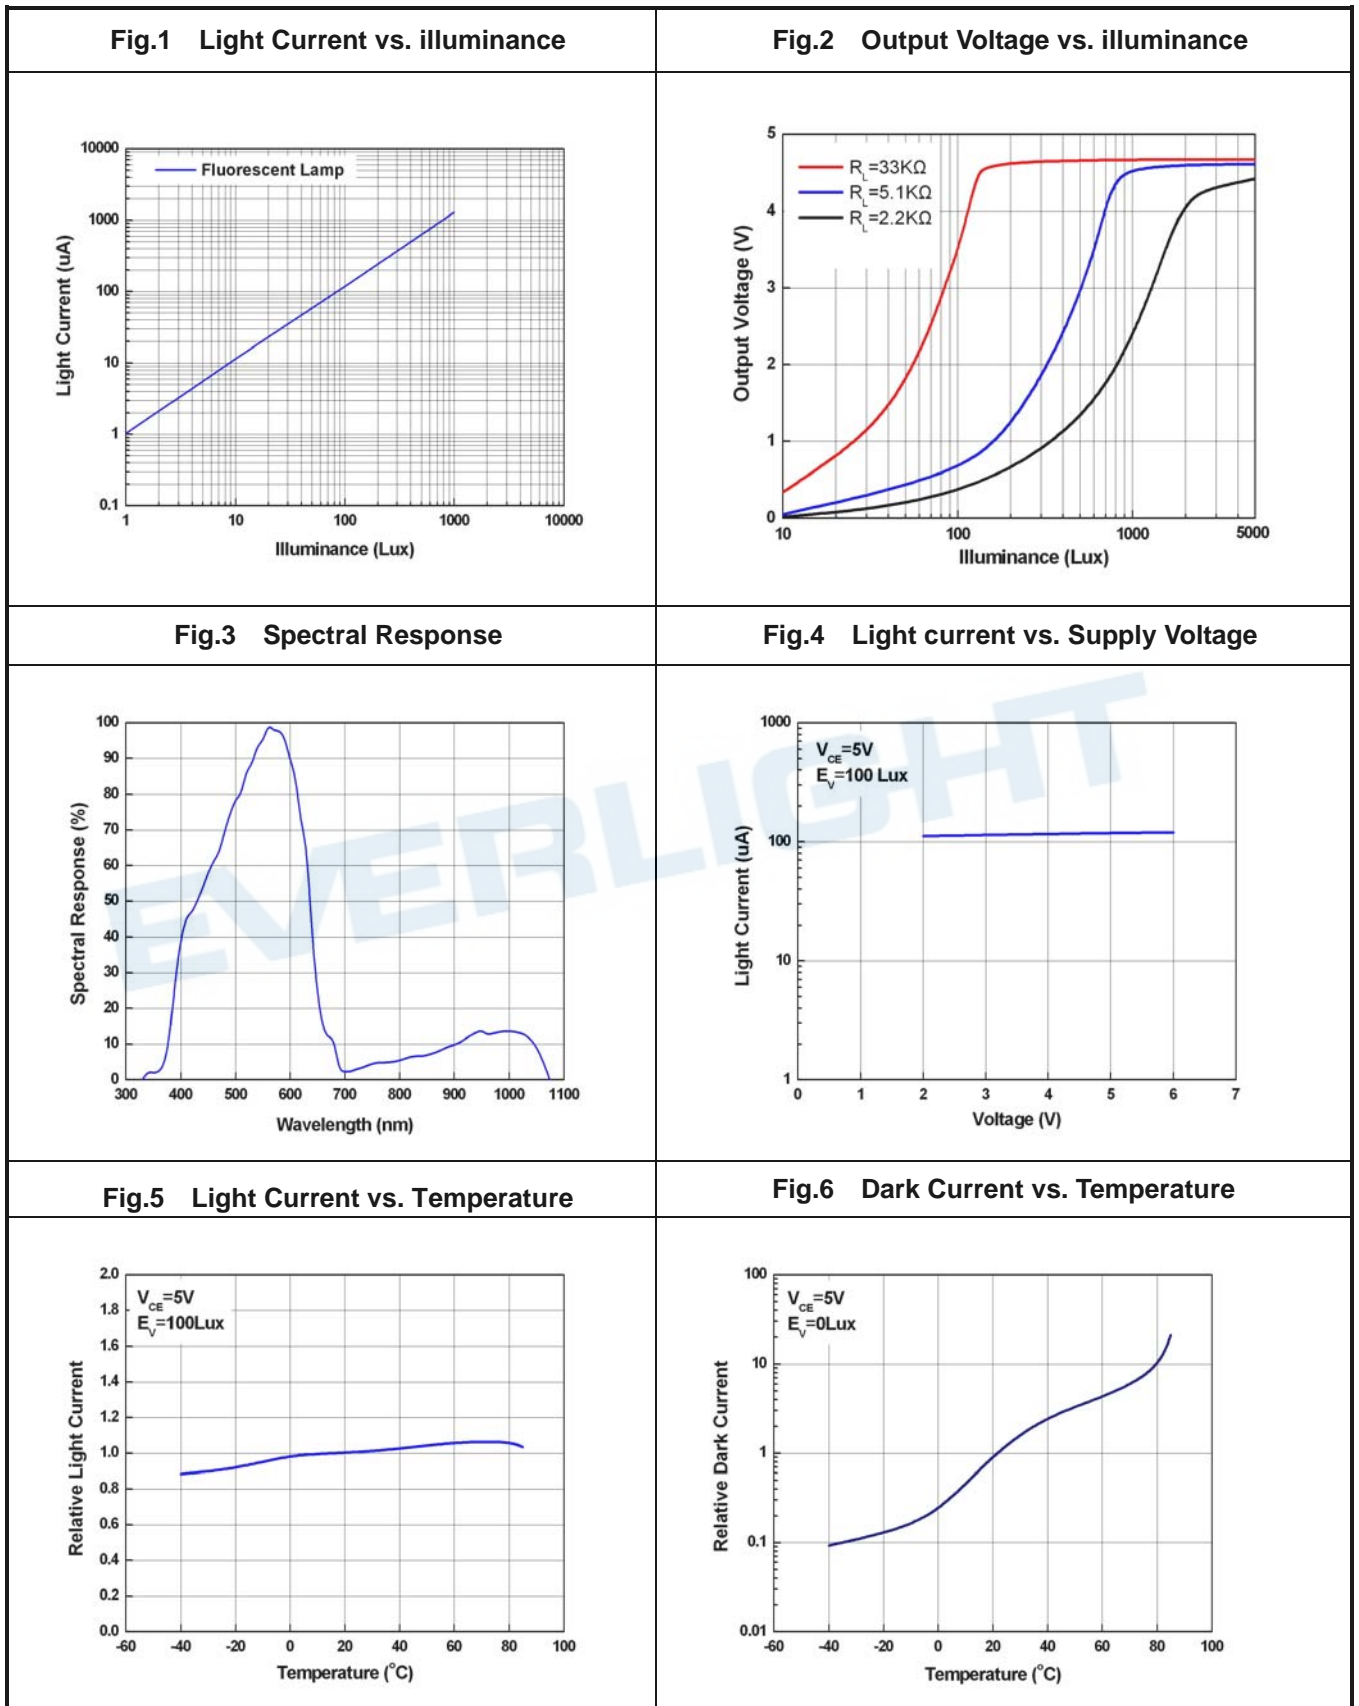 Fig.1 Light Current vs. illuminance
Fig.2 Output Voltage vs. illuminance
10000
1000
100
10
1
0.1
Light Current (uA)
Fluorescent Lamp
1 10 100 1000 10000
Illuminance (Lux)
5
4
3
2
1
0
Output Voltage (V)
RL=33KΩ
RL=5.1KΩ
RL=2.2KΩ
10 100 1000 5000
Illuminance (Lux)
Fig.3 Spectral Response
Fig.4 Light current vs. Supply Voltage
EVERLIGHT
100
90
80
70
60
50
40
30
20
10
0
Spectral Response (%)
300 400 500 600 700 800 900 1000 1100
Wavelength (nm)
1000
100
10
1
Light Current (uA)
VCE=5V
EV=100 Lux
0 1 2 3 4 5 6 7
Voltage (V)
Fig.5 Light Current vs. Temperature
Fig.6 Dark Current vs. Temperature
2.0
1.8
1.6
1.4
1.2
1.0
0.8
0.6
0.4
0.2
0.0
Relative Light Current
VCE=5V
EV=100Lux
-60 -40 -20 0 20 40 60 80 100
Temperature (°C)
100
10
1
0.1
0.01
Relative Dark Current
VCE=5V
EV=0Lux
-60 -40 -20 0 20 40 60 80 100
Temperature (°C)